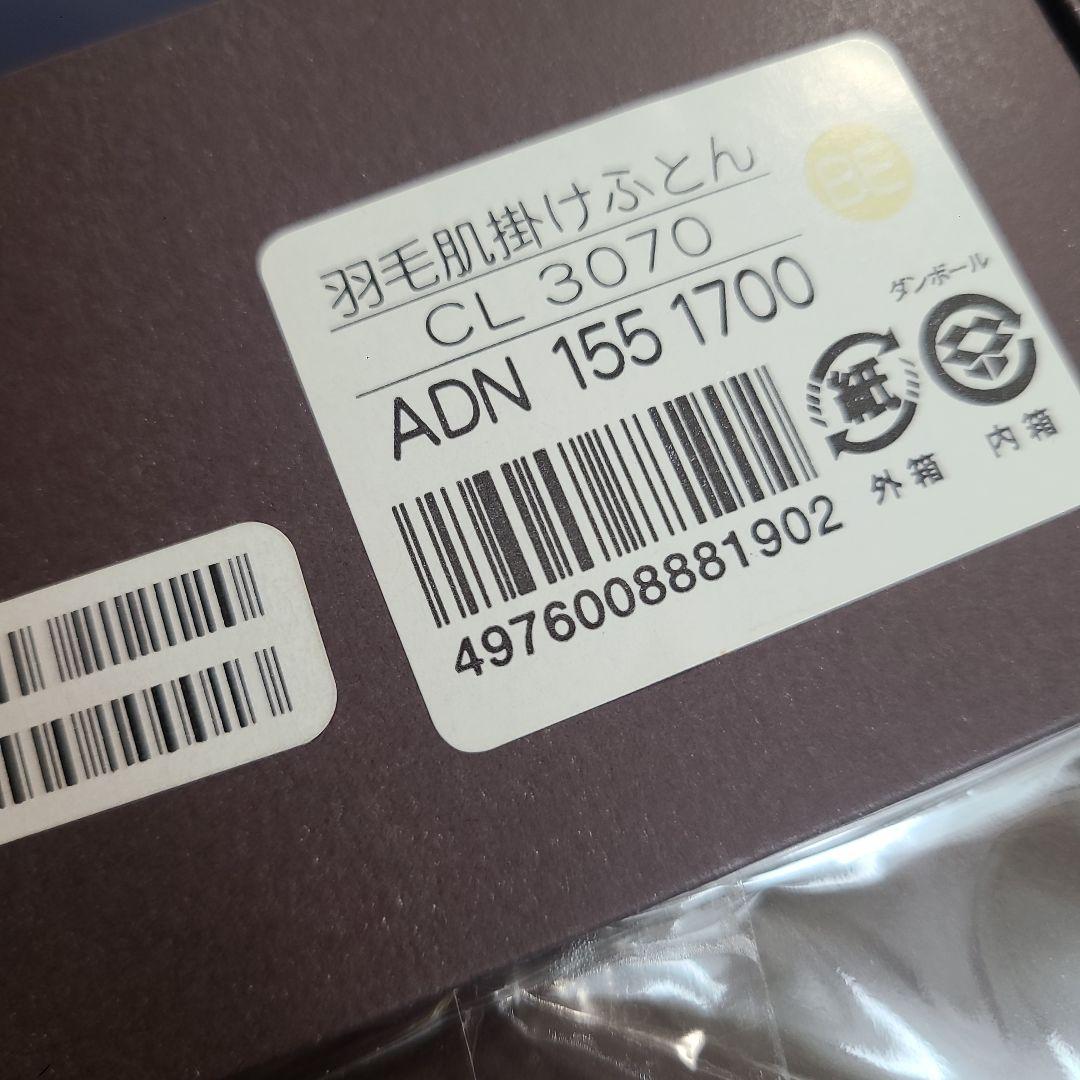 羽毛肌掛けふとん
BE
CL 3070
ADN 155 1700
ダンボール
紙
外箱
内箱
4976008881902